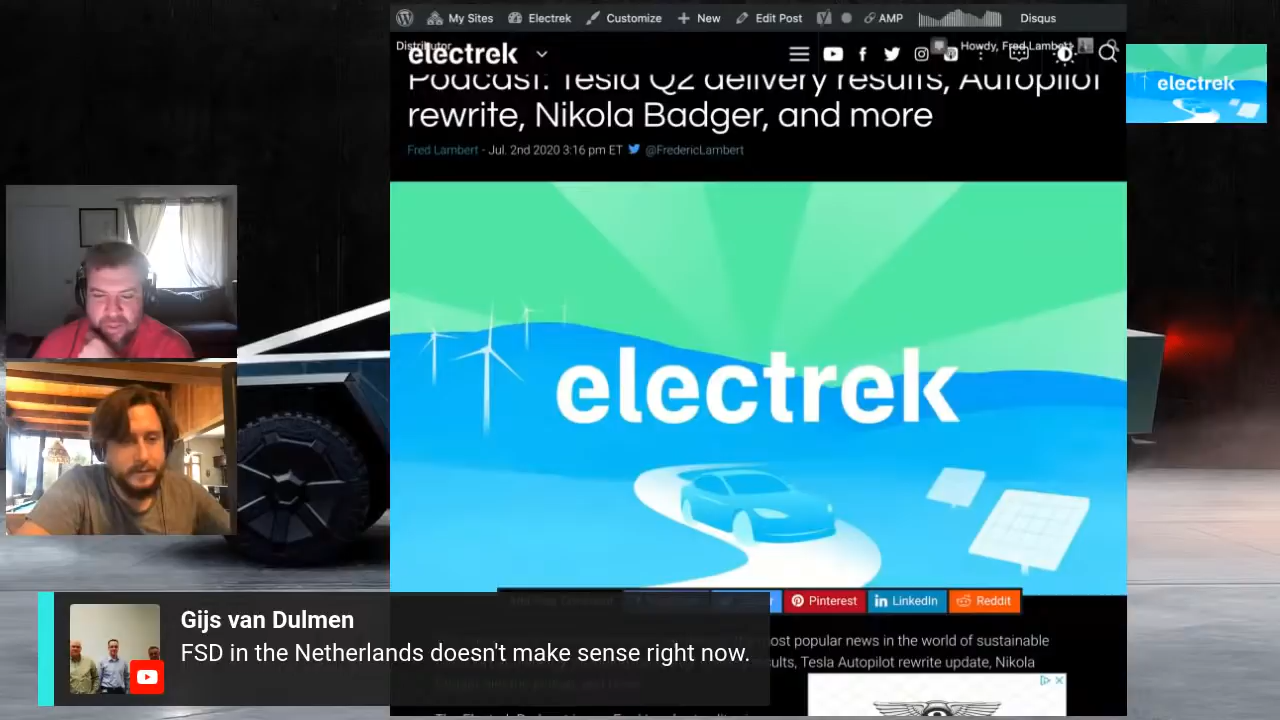 My Sites Electrek Customize New Edit Post AMP Disqus
Distributor
Howdy, Fred Lambert
electrek
Podcast: Tesla Q2 delivery results, Autopilot
rewrite, Nikola Badger, and more
Fred Lambert - Jul. 2nd 2020 3:16 pm ET @FredericLambert
electrek
electrek
Pinterest LinkedIn Reddit
Gijs van Dulmen
FSD in the Netherlands doesn't make sense right now.
most popular news in the world of sustainable
results, Tesla Autopilot rewrite update, Nikola